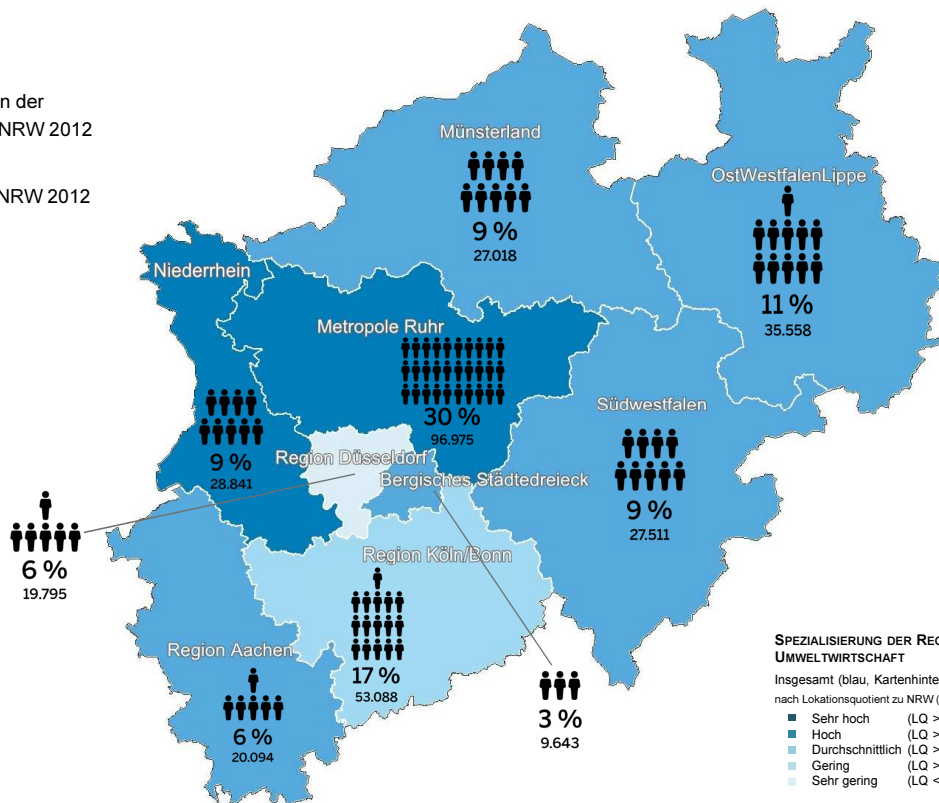 n der
NRW 2012
NRW 2012
Münsterland
9 %
27.018
OstWestfalenLippe
11 %
35.558
Niederrhein
9 %
28.841
Metropole Ruhr
30 %
96.975
Südwestfalen
9 %
27.511
Region Düsseldorf
6 %
19.795
Bergisches Städtedreieck
3 %
9.643
Region Köln/Bonn
17 %
53.088
Region Aachen
6 %
20.094
SPEZIALISIERUNG DER REG
UMWELTWIRTSCHAFT
Insgesamt (blau, Kartenhinte
nach Lokationsquotient zu NRW (
Sehr hoch (LQ >
Hoch (LQ >
Durchschnittlich (LQ >
Gering (LQ >
Sehr gering (LQ <